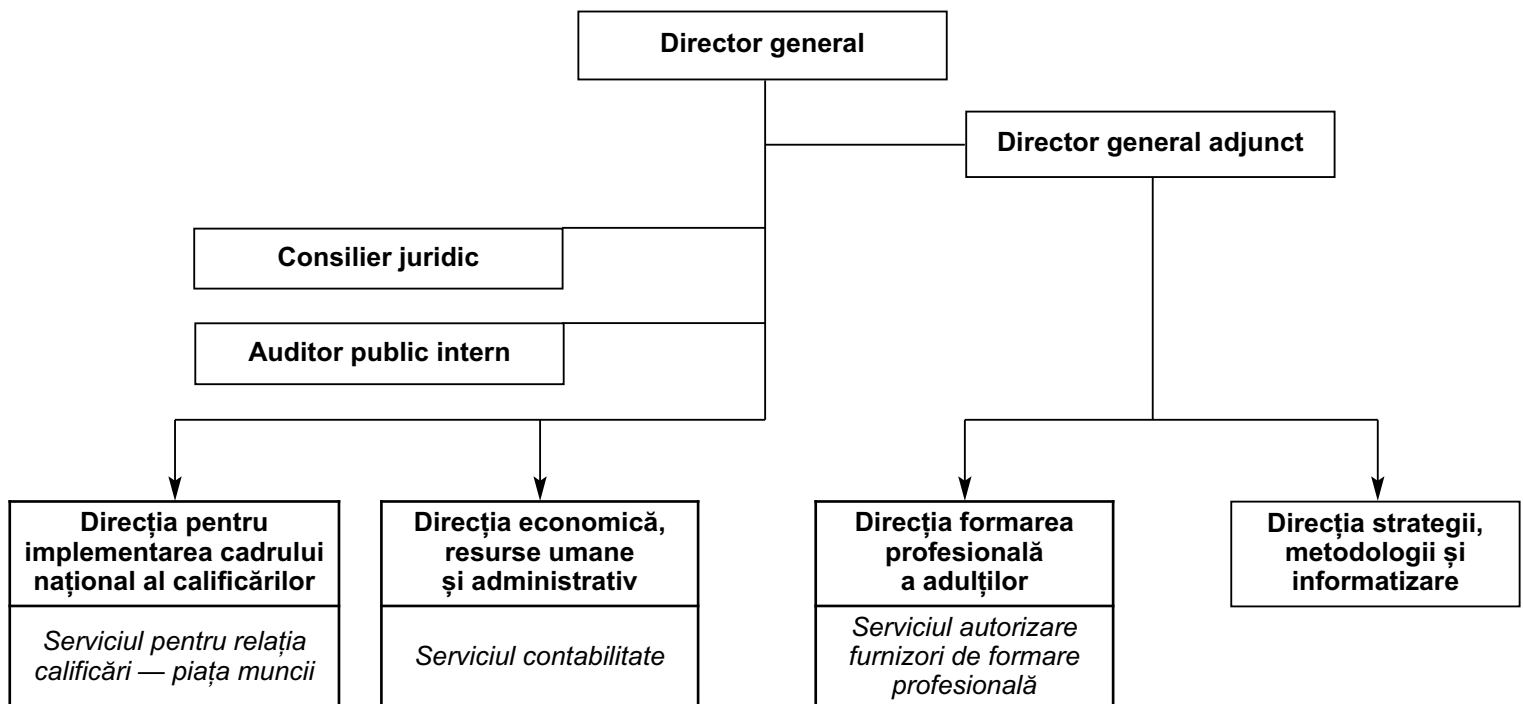 Director general
Director general adjunct
Consilier juridic
Auditor public intern
Direcția pentru
implementarea cadrului
național al calificărilor
Serviciul pentru relația
calificări — piața muncii
Direcția economică,
resurse umane
și administrativ
Serviciul contabilitate
Direcția formarea
profesională
a adulților
Serviciul autorizare
furnizori de formare
profesională
Direcția strategii,
metodologii și
informatizare